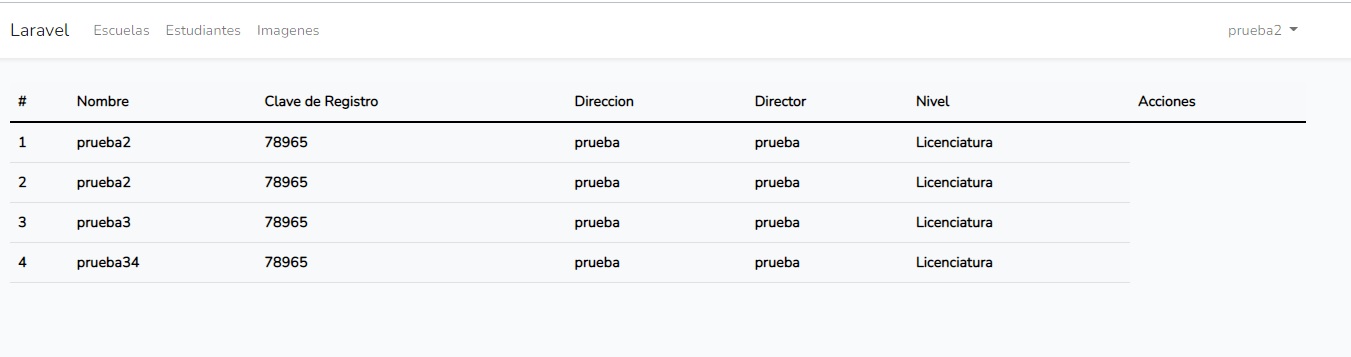 Laravel Escuelas Estudiantes Imagenes prueba2
# Nombre Clave de Registro Direccion Director Nivel Acciones
1 prueba2 78965 prueba prueba Licenciatura
2 prueba2 78965 prueba prueba Licenciatura
3 prueba3 78965 prueba prueba Licenciatura
4 prueba34 78965 prueba prueba Licenciatura